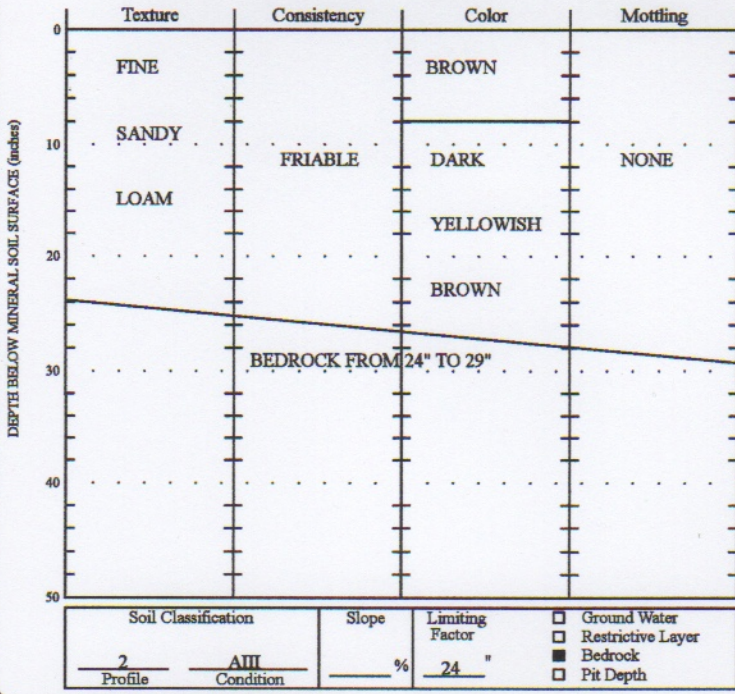 Texture Consistency Color Mottling
DEPTH BELOW MINERAL SOIL SURFACE (inches)
0
FINE BROWN
SANDY
10
FRIABLE DARK NONE
LOAM
YELLOWISH
20
BROWN
BEDROCK FROM 24" TO 29"
30
40
50
Soil Classification Slope Limiting Factor
2 AIII % 24 "
Profile Condition
Ground Water
Restrictive Layer
Bedrock
Pit Depth